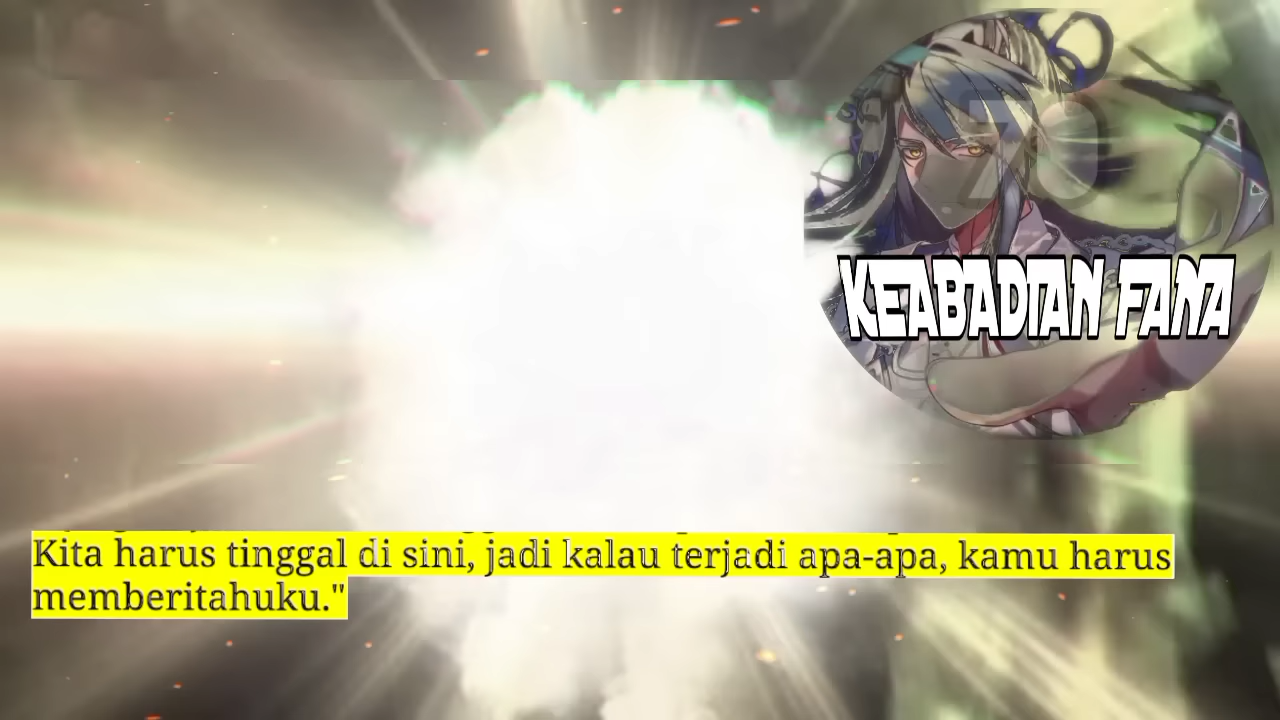 KEABADIAN FANA
Kita harus tinggal di sini, jadi kalau terjadi apa-apa, kamu harus
memberitahuku."